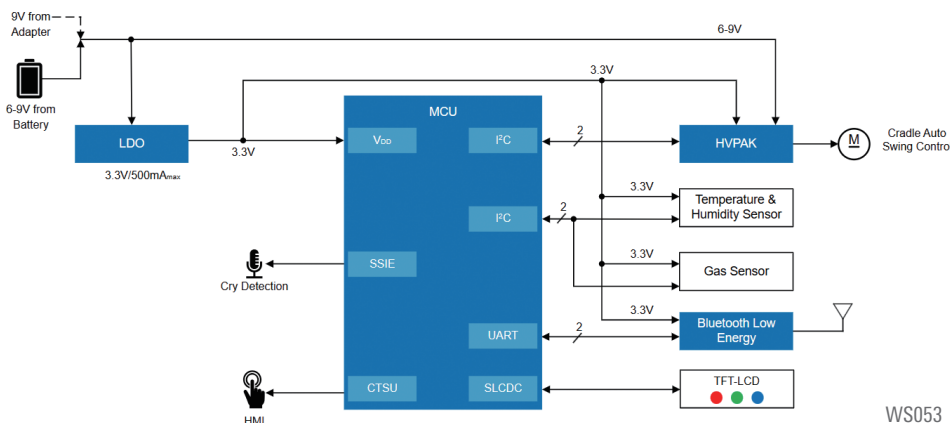 9V from
Adapter
6-9V
6-9V from
Battery
3.3V
MCU
LDO
3.3V
3.3V/500mAmax
VDD
I²C
2
HVPAK
M
Cradle Auto
Swing Contro
3.3V
Temperature &
Humidity Sensor
I²C
2
SSIE
Cry Detection
3.3V
Gas Sensor
3.3V
Bluetooth Low
Energy
UART
2
CTSU
SLCDC
TFT-LCD
HMI
WS053